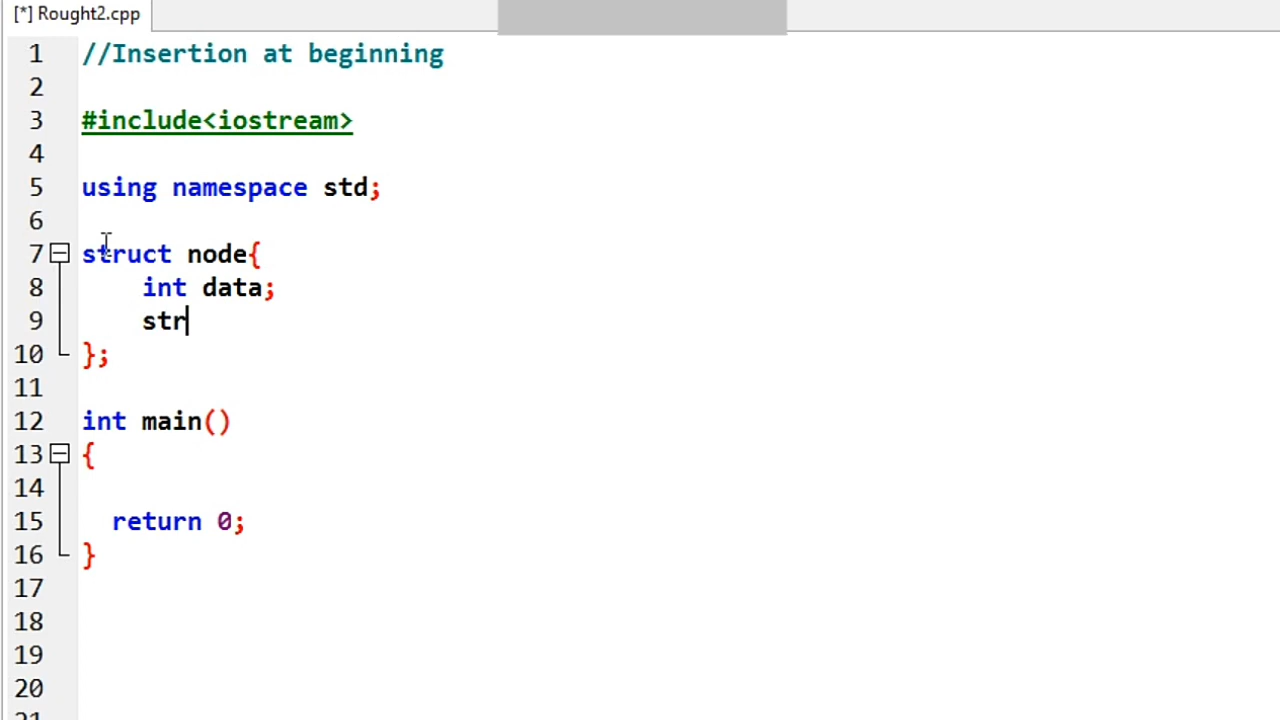 [*] Rought2.cpp
1 //Insertion at beginning
2
3 #include<iostream>
4
5 using namespace std;
6
7 struct node{
8 int data;
9 str
10 };
11
12 int main()
13 {
14
15 return 0;
16 }
17
18
19
20
21